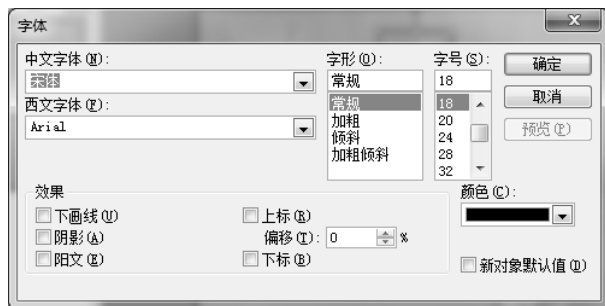 字体
中文字体(N):
宋体
西文字体(F):
Arial
字形(O):
常规
常规
加粗
倾斜
加粗倾斜
字号(S):
18
18
20
24
28
32
确定
取消
预览(P)
效果
下画线(U)
阴影(A)
阳文(E)
上标(R)
偏移(T): 0 %
下标(B)
颜色(C):
新对象默认值(D)